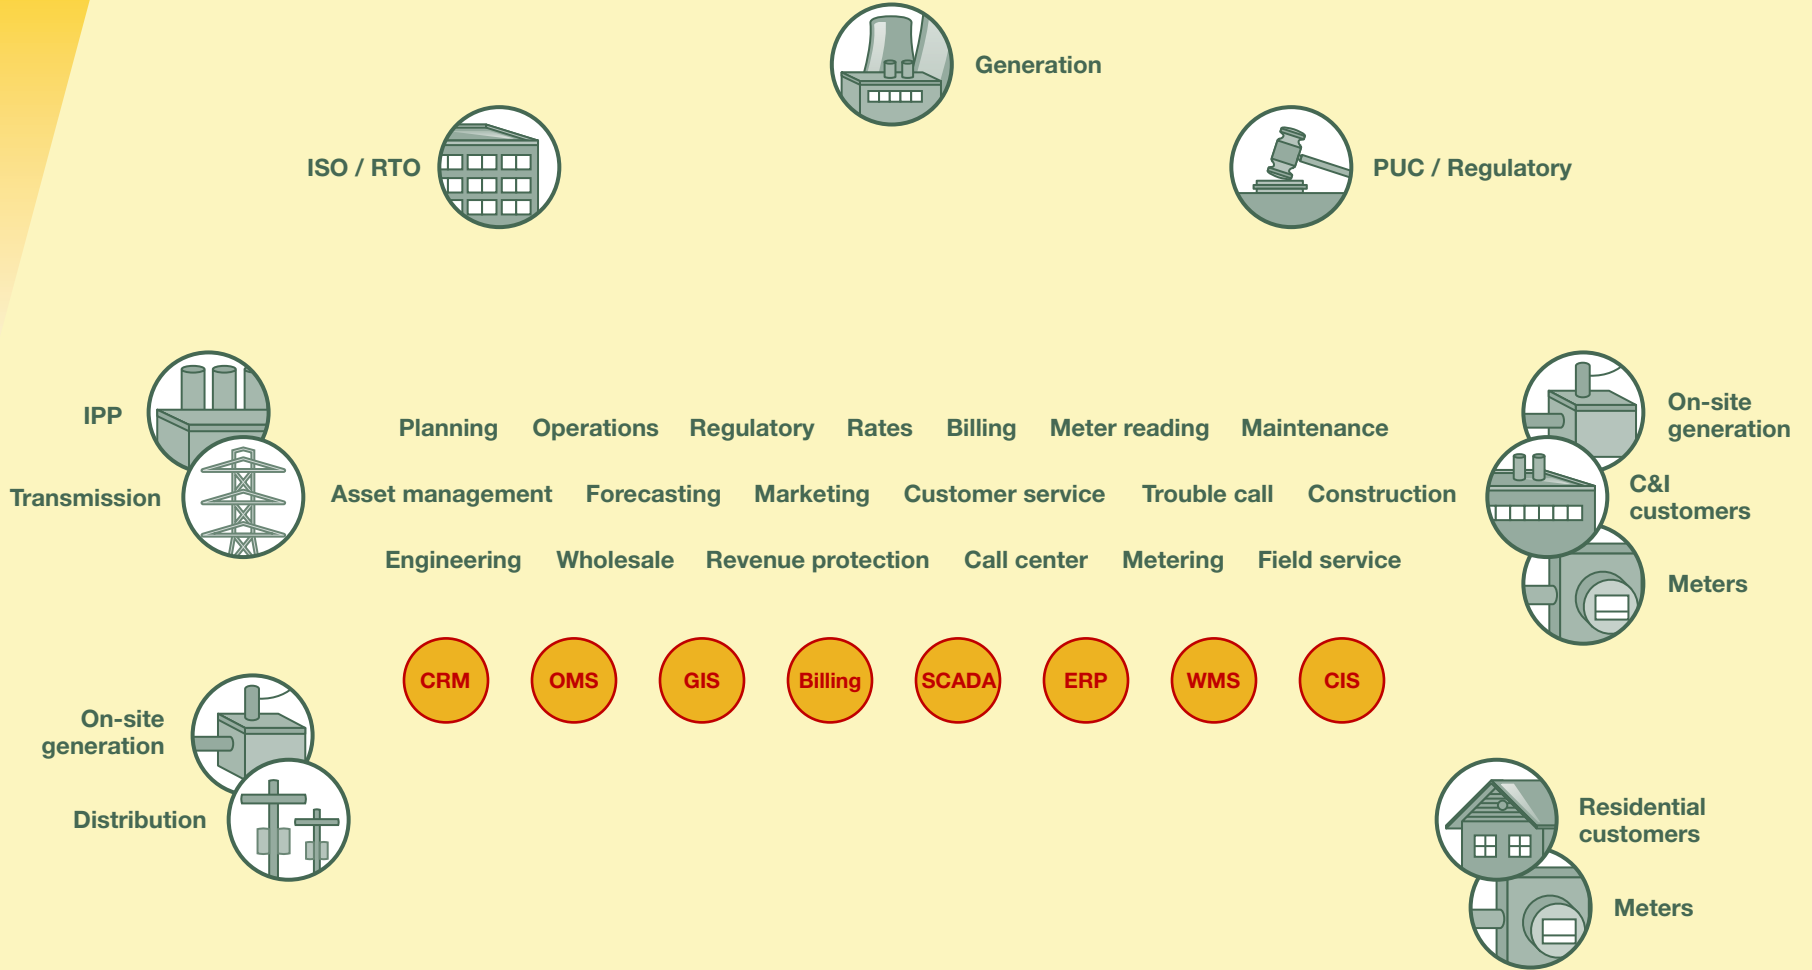 Generation
ISO / RTO
PUC / Regulatory
IPP
Transmission
Planning Operations Regulatory Rates Billing Meter reading Maintenance
Asset management Forecasting Marketing Customer service Trouble call Construction
Engineering Wholesale Revenue protection Call center Metering Field service
On-site
generation
C&I
customers
Meters
CRM OMS GIS Billing SCADA ERP WMS CIS
On-site
generation
Distribution
Residential
customers
Meters